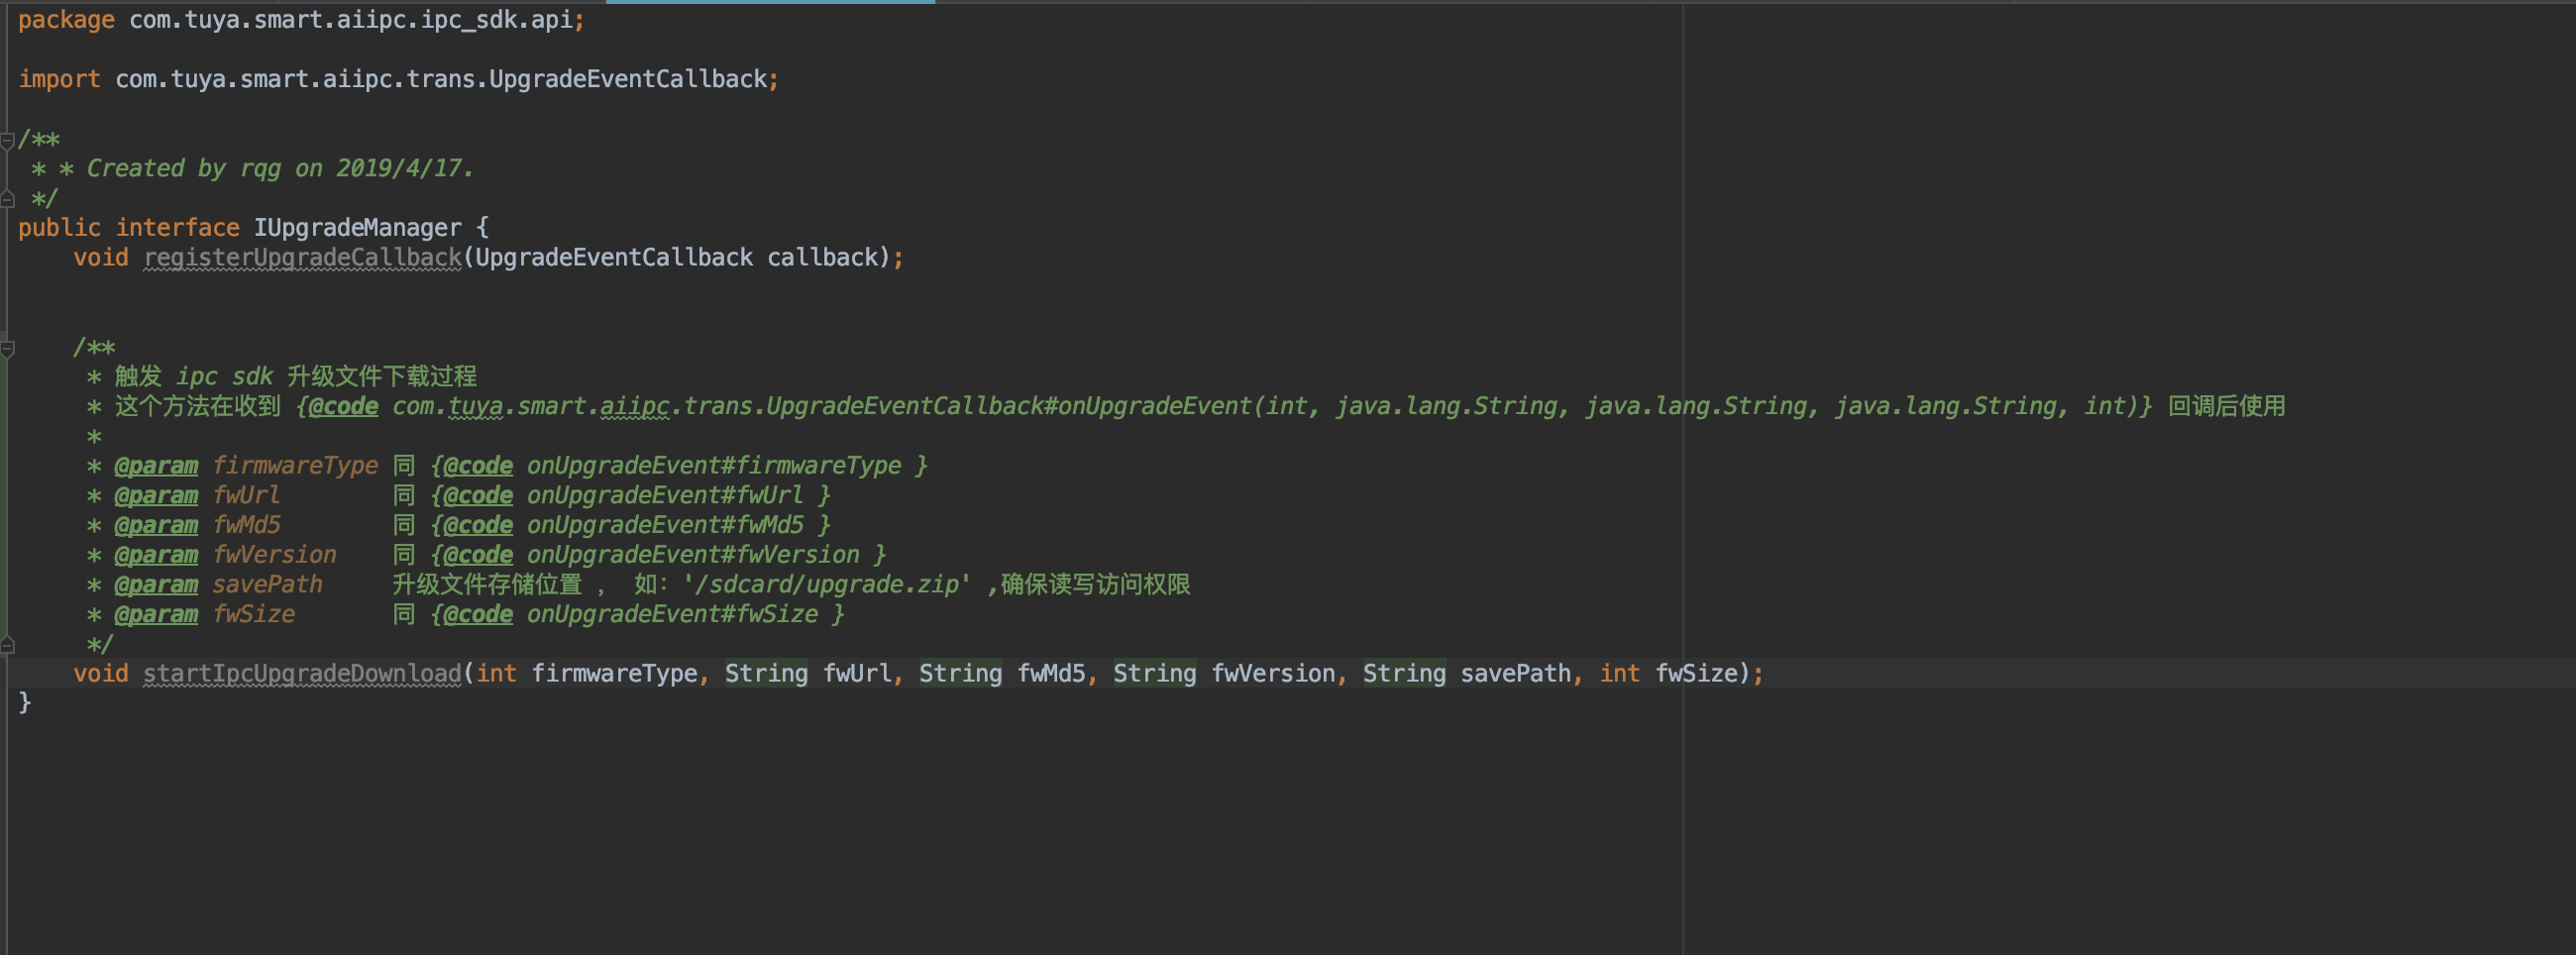 package com.tuya.smart.aiipc.ipc_sdk.api;
import com.tuya.smart.aiipc.trans.UpgradeEventCallback;
/**
 * * Created by rqg on 2019/4/17.
 */
public interface IUpgradeManager {
    void registerUpgradeCallback(UpgradeEventCallback callback);
    /**
     * 触发 ipc sdk 升级文件下载过程
     * 这个方法在收到 {@code com.tuya.smart.aiipc.trans.UpgradeEventCallback#onUpgradeEvent(int, java.lang.String, java.lang.String, java.lang.String, int)} 回调后使用
     *
     * @param firmwareType 同 {@code onUpgradeEvent#firmwareType }
     * @param fwUrl        同 {@code onUpgradeEvent#fwUrl }
     * @param fwMd5        同 {@code onUpgradeEvent#fwMd5 }
     * @param fwVersion    同 {@code onUpgradeEvent#fwVersion }
     * @param savePath     升级文件存储位置 ， 如：'/sdcard/upgrade.zip' ,确保读写访问权限
     * @param fwSize       同 {@code onUpgradeEvent#fwSize }
     */
    void startIpcUpgradeDownload(int firmwareType, String fwUrl, String fwMd5, String fwVersion, String savePath, int fwSize);
}